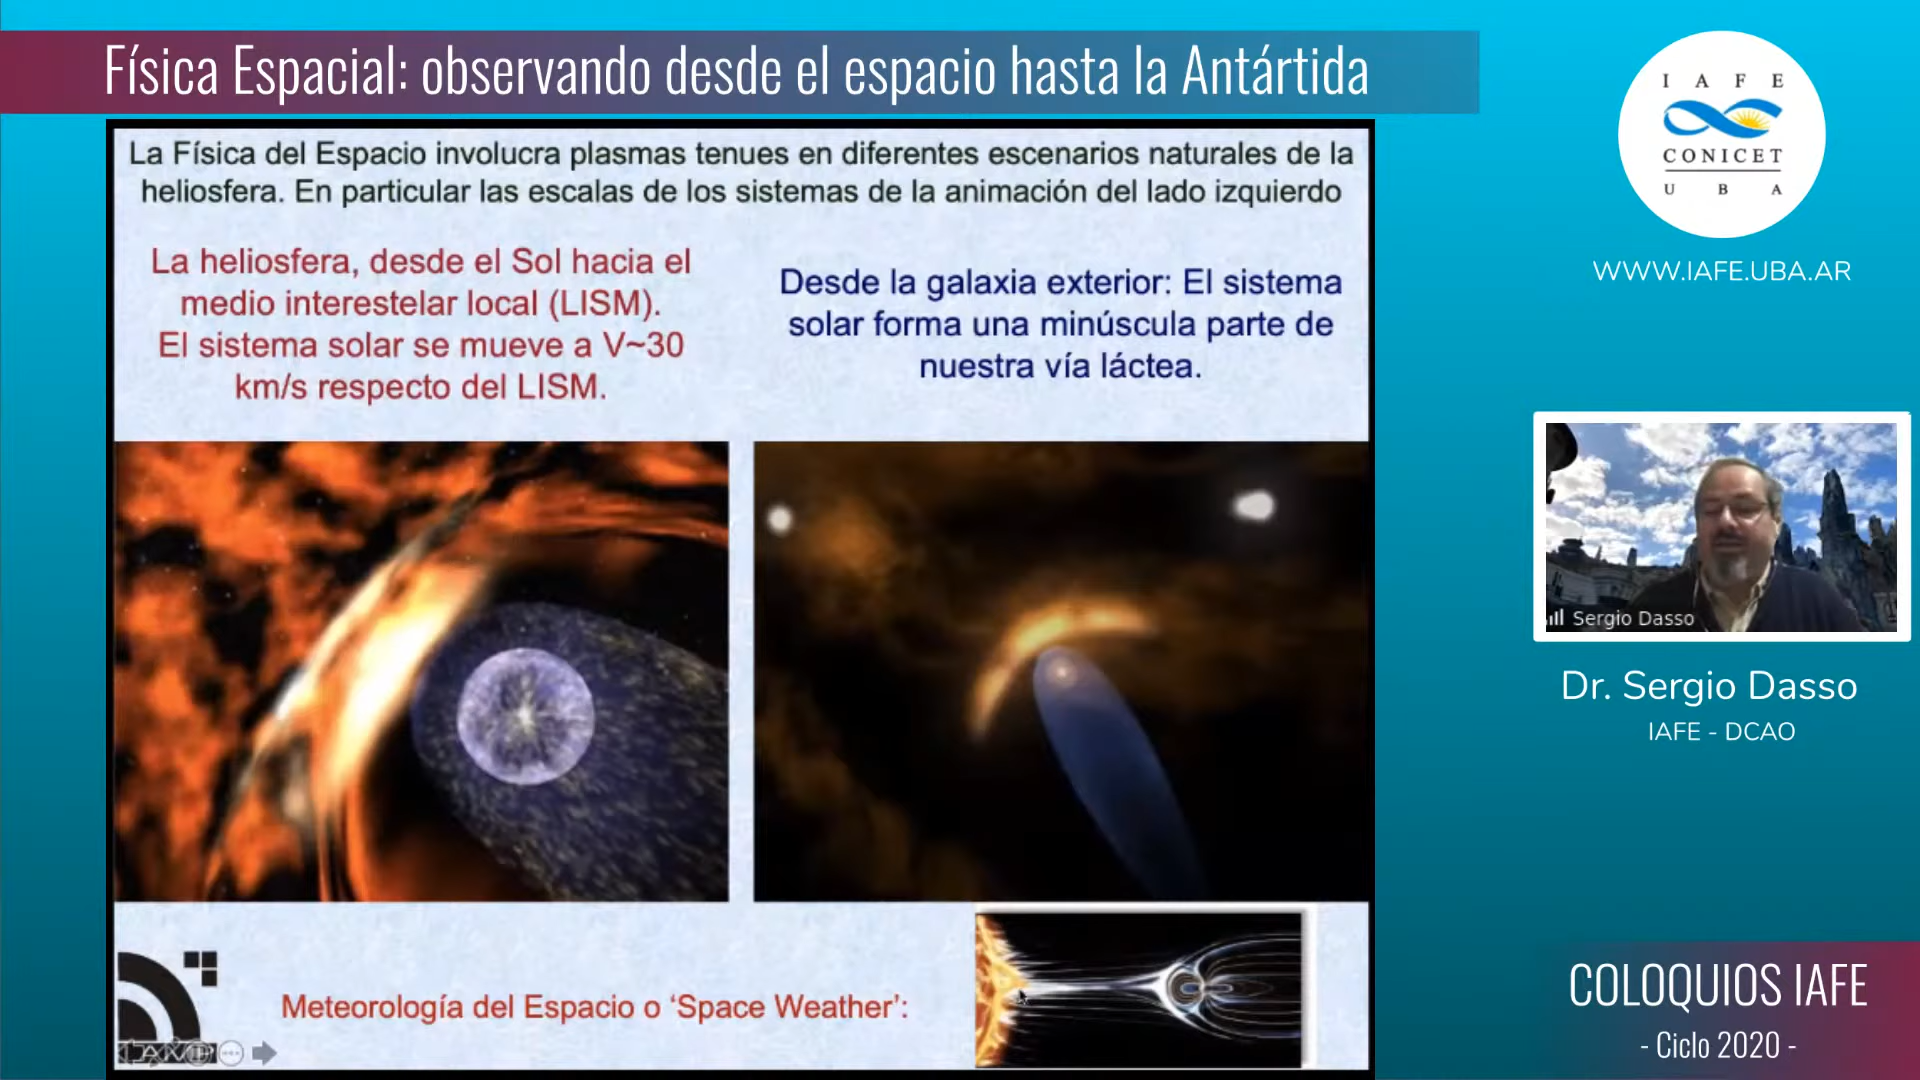 Física Espacial: observando desde el espacio hasta la Antártida
La Física del Espacio involucra plasmas tenues en diferentes escenarios naturales de la
heliosfera. En particular las escalas de los sistemas de la animación del lado izquierdo
La heliosfera, desde el Sol hacia el
medio interestelar local (LISM).
El sistema solar se mueve a V~30
km/s respecto del LISM.
Desde la galaxia exterior: El sistema
solar forma una minúscula parte de
nuestra vía láctea.
Meteorología del Espacio o ‘Space Weather’:
I A F E
CONICET
U B A
WWW.IAFE.UBA.AR
Sergio Dasso
Dr. Sergio Dasso
IAFE - DCAO
COLOQUIOS IAFE
- Ciclo 2020 -